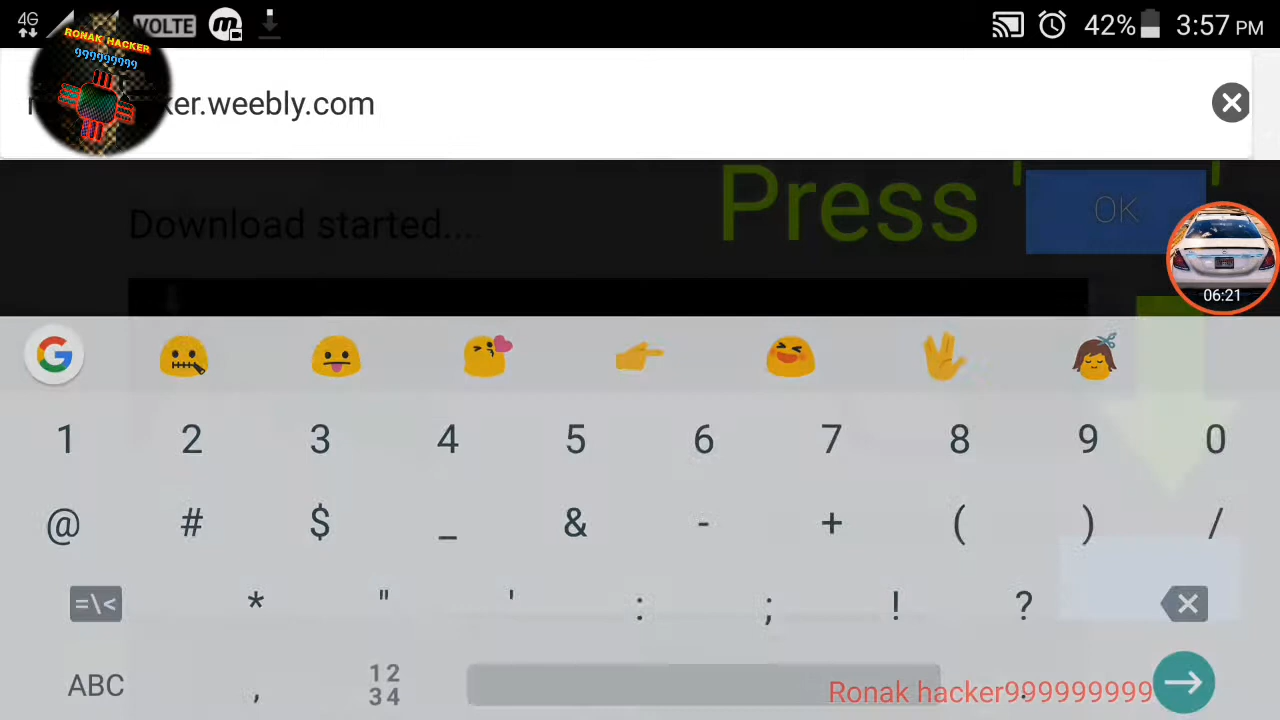 4G
VOLTE
42%
3:57 PM
RONAK HACKER
999999999
ker.weebly.com
Press ' OK '
Download started...
06:21
G
1 2 3 4 5 6 7 8 9 0
@ # $ _ & - + ( ) /
=\< * " ' : ; ! ?
ABC , 12 .
34
Ronak hacker999999999